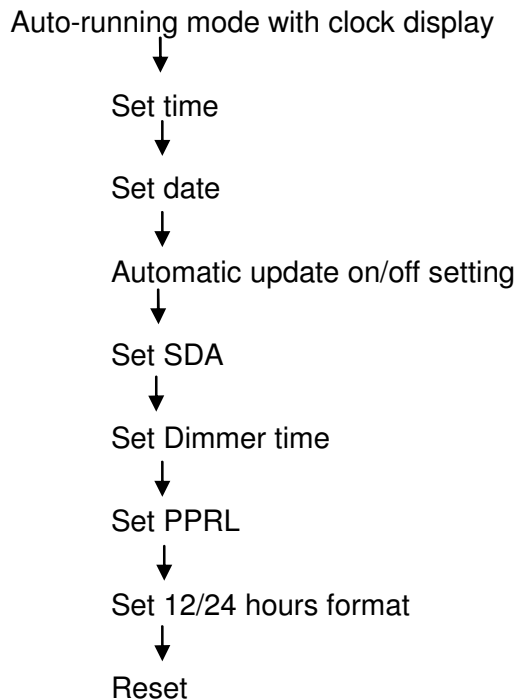 Auto-running mode with clock display
Set time
Set date
Automatic update on/off setting
Set SDA
Set Dimmer time
Set PPRL
Set 12/24 hours format
Reset